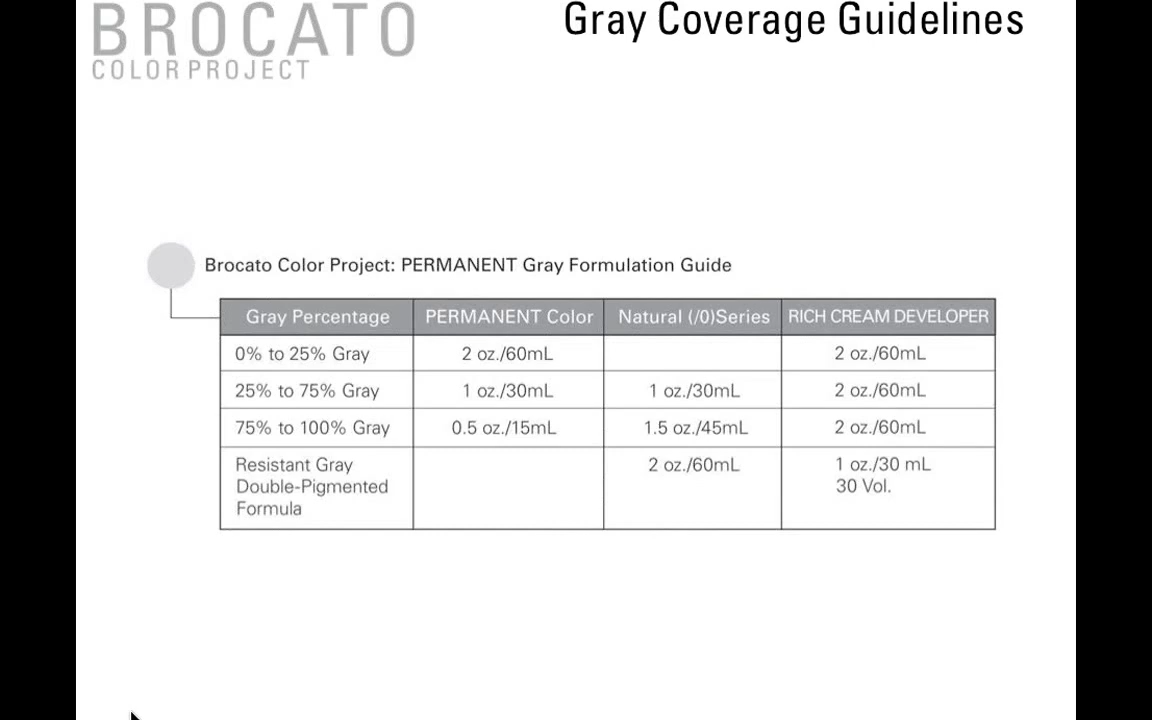 BROCATO
COLOR PROJECT
Gray Coverage Guidelines
Brocato Color Project: PERMANENT Gray Formulation Guide
Gray Percentage PERMANENT Color Natural (/0)Series RICH CREAM DEVELOPER
0% to 25% Gray 2 oz./60mL 2 oz./60mL
25% to 75% Gray 1 oz./30mL 1 oz./30mL 2 oz./60mL
75% to 100% Gray 0.5 oz./15mL 1.5 oz./45mL 2 oz./60mL
Resistant Gray 2 oz./60mL 1 oz./30 mL
Double-Pigmented 30 Vol.
Formula